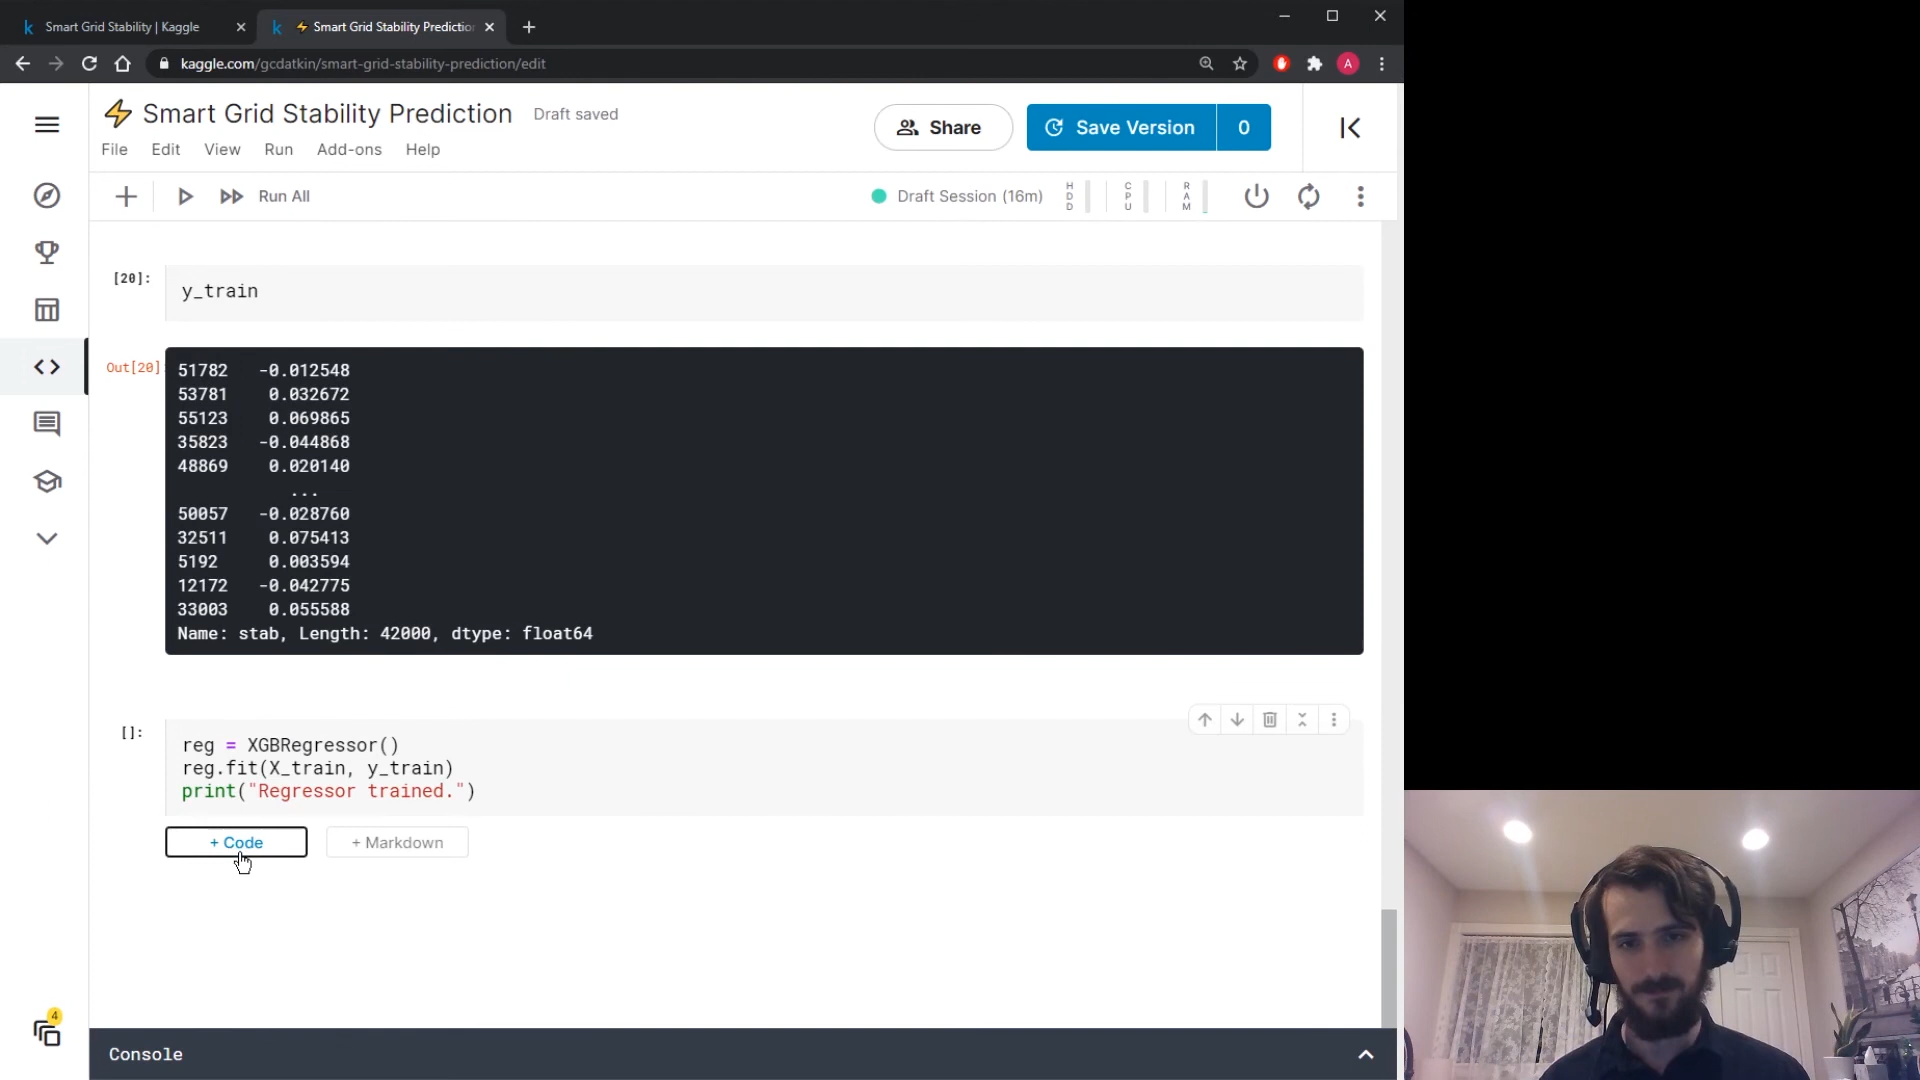 Smart Grid Stability | Kaggle
Smart Grid Stability Predictio
kaggle.com/gcdatkin/smart-grid-stability-prediction/edit
A
Smart Grid Stability Prediction
Draft saved
Share
Save Version
0
File Edit View Run Add-ons Help
Run All
Draft Session (16m)
HDD
CPU
RAM
[20]:
y_train
Out[20]
51782 -0.012548
53781 0.032672
55123 0.069865
35823 -0.044868
48869 0.020140
...
50057 -0.028760
32511 0.075413
5192 0.003594
12172 -0.042775
33003 0.055588
Name: stab, Length: 42000, dtype: float64
[]:
reg = XGBRegressor()
reg.fit(X_train, y_train)
print("Regressor trained.")
+ Code
+ Markdown
4
Console